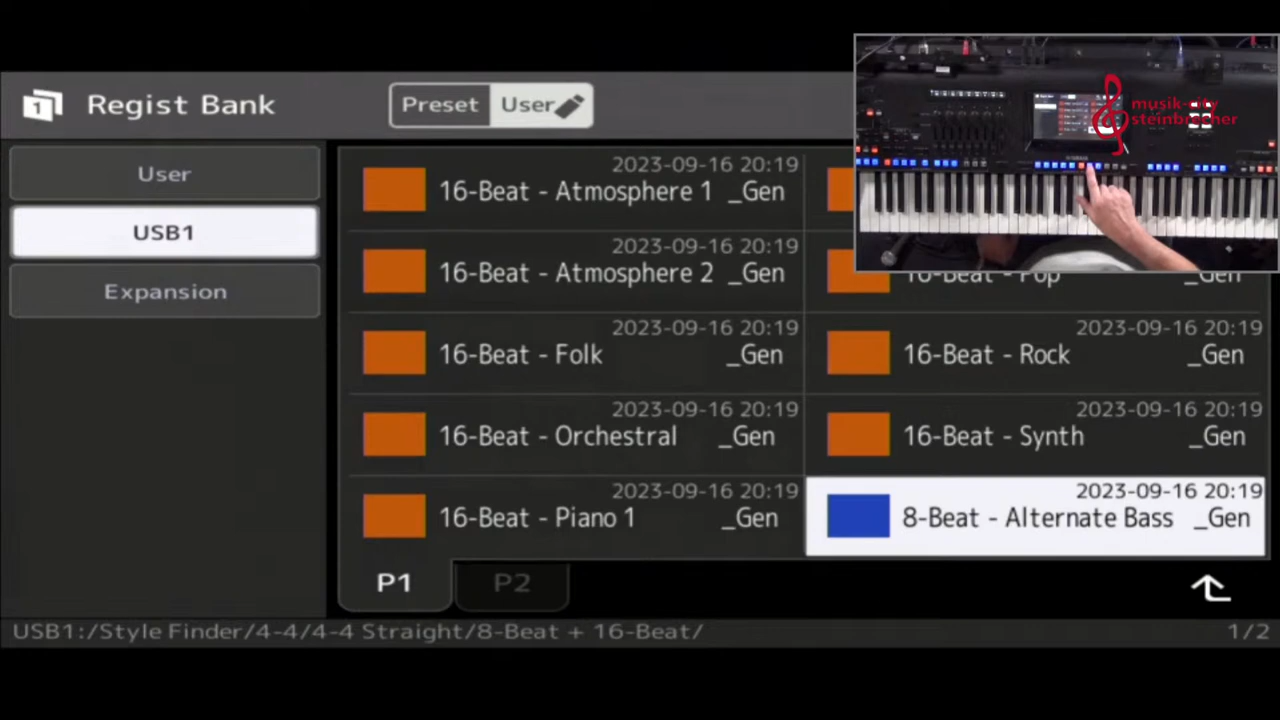 1 Regist Bank
Preset User
User
USB1
Expansion
2023-09-16 20:19
16-Beat - Atmosphere 1 _Gen
2023-09-16 20:19
16-Beat - Atmosphere 2 _Gen
2023-09-16 20:19
16-Beat - Folk _Gen
2023-09-16 20:19
16-Beat - Orchestral _Gen
2023-09-16 20:19
16-Beat - Piano 1 _Gen
16-Beat - Pop _Gen
2023-09-16 20:19
16-Beat - Rock _Gen
2023-09-16 20:19
16-Beat - Synth _Gen
2023-09-16 20:19
8-Beat - Alternate Bass _Gen
P1 P2
USB1:/Style Finder/4-4/4-4 Straight/8-Beat + 16-Beat/ 1/2
musik-city
steinbrecher